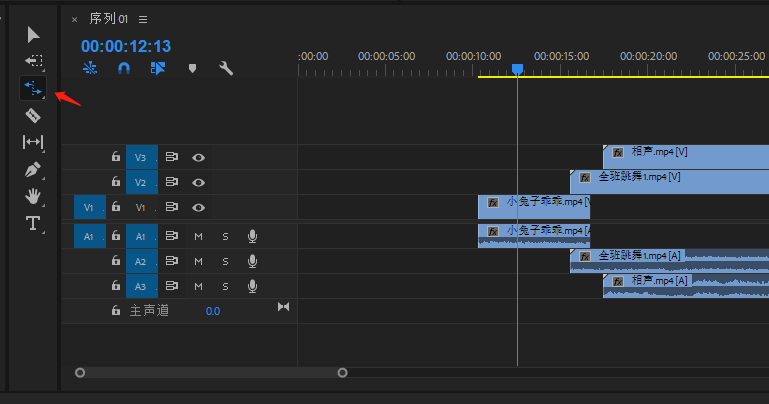 × 序列 01 ☰
00:00:12:13
:00:00 00:00:05:00 00:00:10:00 00:00:15:00 00:00:20:00 00:00:25:00
V3 fx 相声.mp4 [V]
V2 fx 全班跳舞1.mp4 [V]
V1 V1 fx 小兔子乖乖.mp4 [V
A1 A1 M S fx 小兔子乖乖.mp4 [A
A2 M S fx 全班跳舞1.mp4 [A]
A3 M S fx 相声.mp4 [A]
主声道 0.0